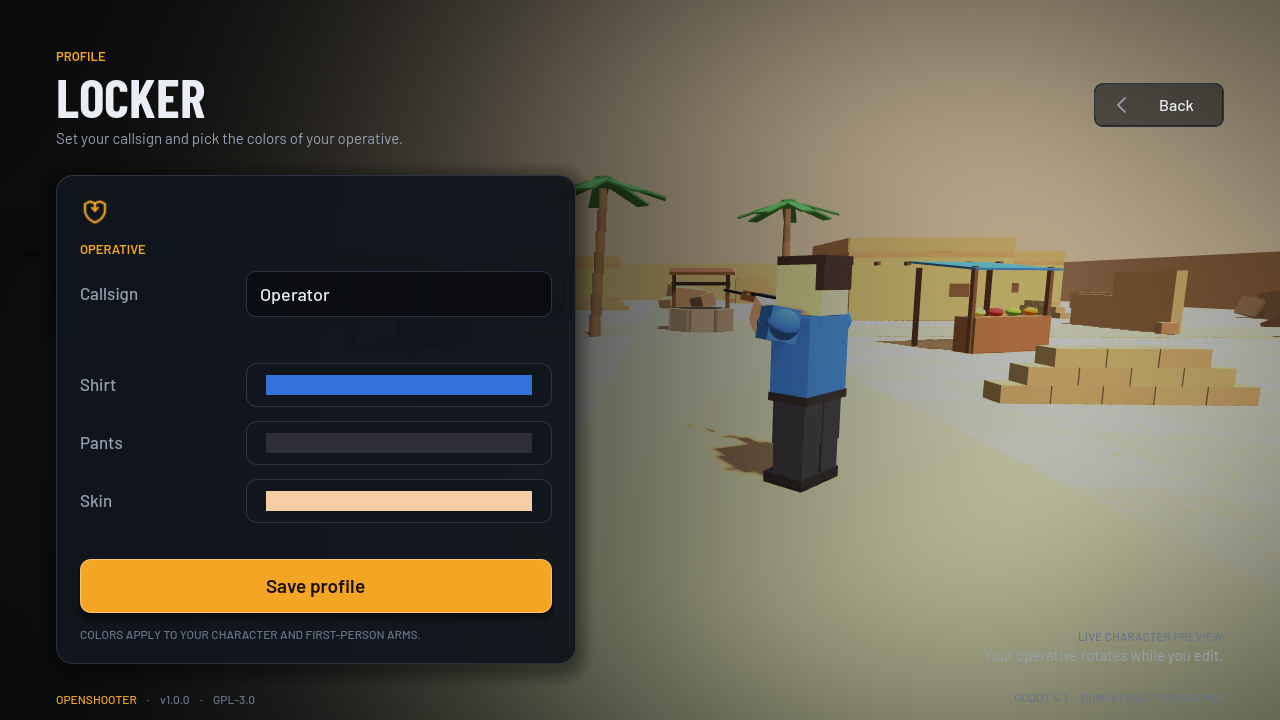 PROFILE
LOCKER
Set your callsign and pick the colors of your operative.
Back
OPERATIVE
Callsign
Operator
Shirt
Pants
Skin
Save profile
COLORS APPLY TO YOUR CHARACTER AND FIRST-PERSON ARMS.
LIVE CHARACTER PREVIEW
Your operative rotates while you edit.
OPENSHOOTER · v1.0.0 · GPL-3.0
GODOT 4.7